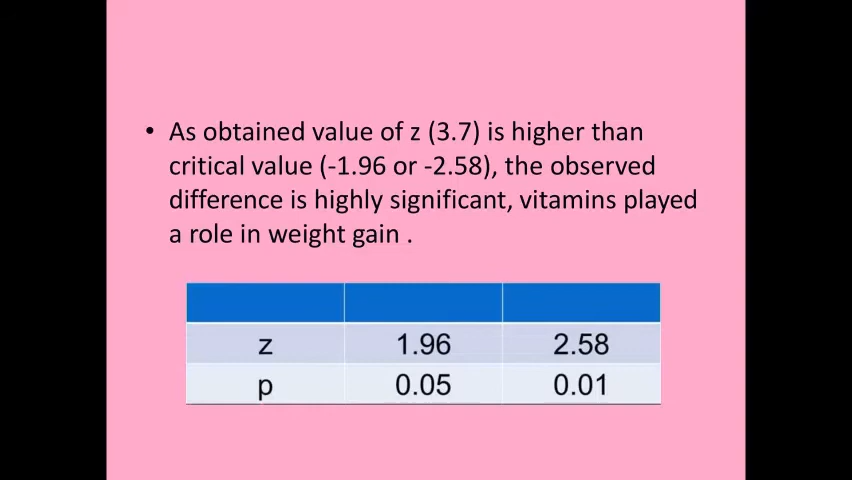 • As obtained value of z (3.7) is higher than
critical value (-1.96 or -2.58), the observed
difference is highly significant, vitamins played
a role in weight gain .
z 1.96 2.58
p 0.05 0.01